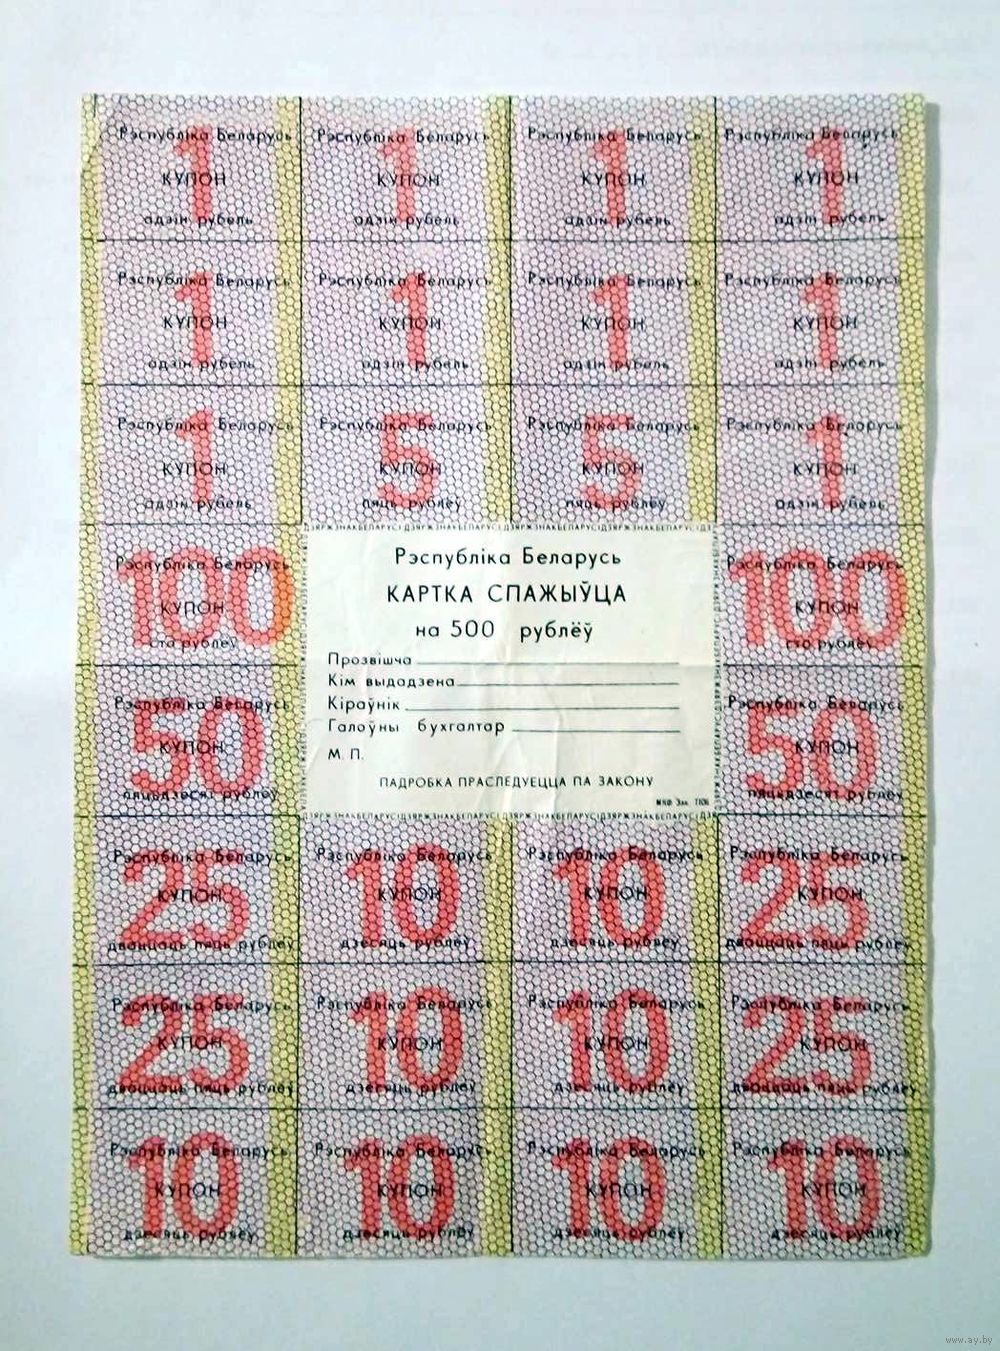 Рэспубліка Беларусь Рэспубліка Беларусь Рэспубліка Беларусь Рэспубліка Беларусь
1 1 1 1
КУПОН КУПОН КУПОН КУПОН
адзін рубель адзін рубель адзін рубель адзін рубель
Рэспубліка Беларусь Рэспубліка Беларусь Рэспубліка Беларусь Рэспубліка Беларусь
1 1 1 1
КУПОН КУПОН КУПОН КУПОН
адзін рубель адзін рубель адзін рубель адзін рубель
Рэспубліка Беларусь Рэспубліка Беларусь Рэспубліка Беларусь Рэспубліка Беларусь
1 5 5 1
КУПОН КУПОН КУПОН КУПОН
адзін рубель пяць рублёў пяць рублёў адзін рубель
Рэспубліка Беларусь
100
КУПОН
сто рублёў
Рэспубліка Беларусь
50
КУПОН
пяцьдзесят рублёў
Рэспубліка Беларусь
КАРТКА СПАЖЫЎЦА
на 500 рублёў
Прозвішча
Кім выдадзена
Кіраўнік
Галоўны бухгалтар
М. П.
ПАДРОБКА ПРАСЛЕДУЕЦЦА ПА ЗАКОНУ
Рэспубліка Беларусь
100
КУПОН
сто рублёў
Рэспубліка Беларусь
50
КУПОН
пяцьдзесят рублёў
Рэспубліка Беларусь Рэспубліка Беларусь Рэспубліка Беларусь Рэспубліка Беларусь
25 10 10 25
КУПОН КУПОН КУПОН КУПОН
дваццаць пяць рублёў дзесяць рублёў дзесяць рублёў дваццаць пяць рублёў
Рэспубліка Беларусь Рэспубліка Беларусь Рэспубліка Беларусь Рэспубліка Беларусь
25 10 10 25
КУПОН КУПОН КУПОН КУПОН
дваццаць пяць рублёў дзесяць рублёў дзесяць рублёў дваццаць пяць рублёў
Рэспубліка Беларусь Рэспубліка Беларусь Рэспубліка Беларусь Рэспубліка Беларусь
10 10 10 10
КУПОН КУПОН КУПОН КУПОН
дзесяць рублёў дзесяць рублёў дзесяць рублёў дзесяць рублёў
www.ay.by